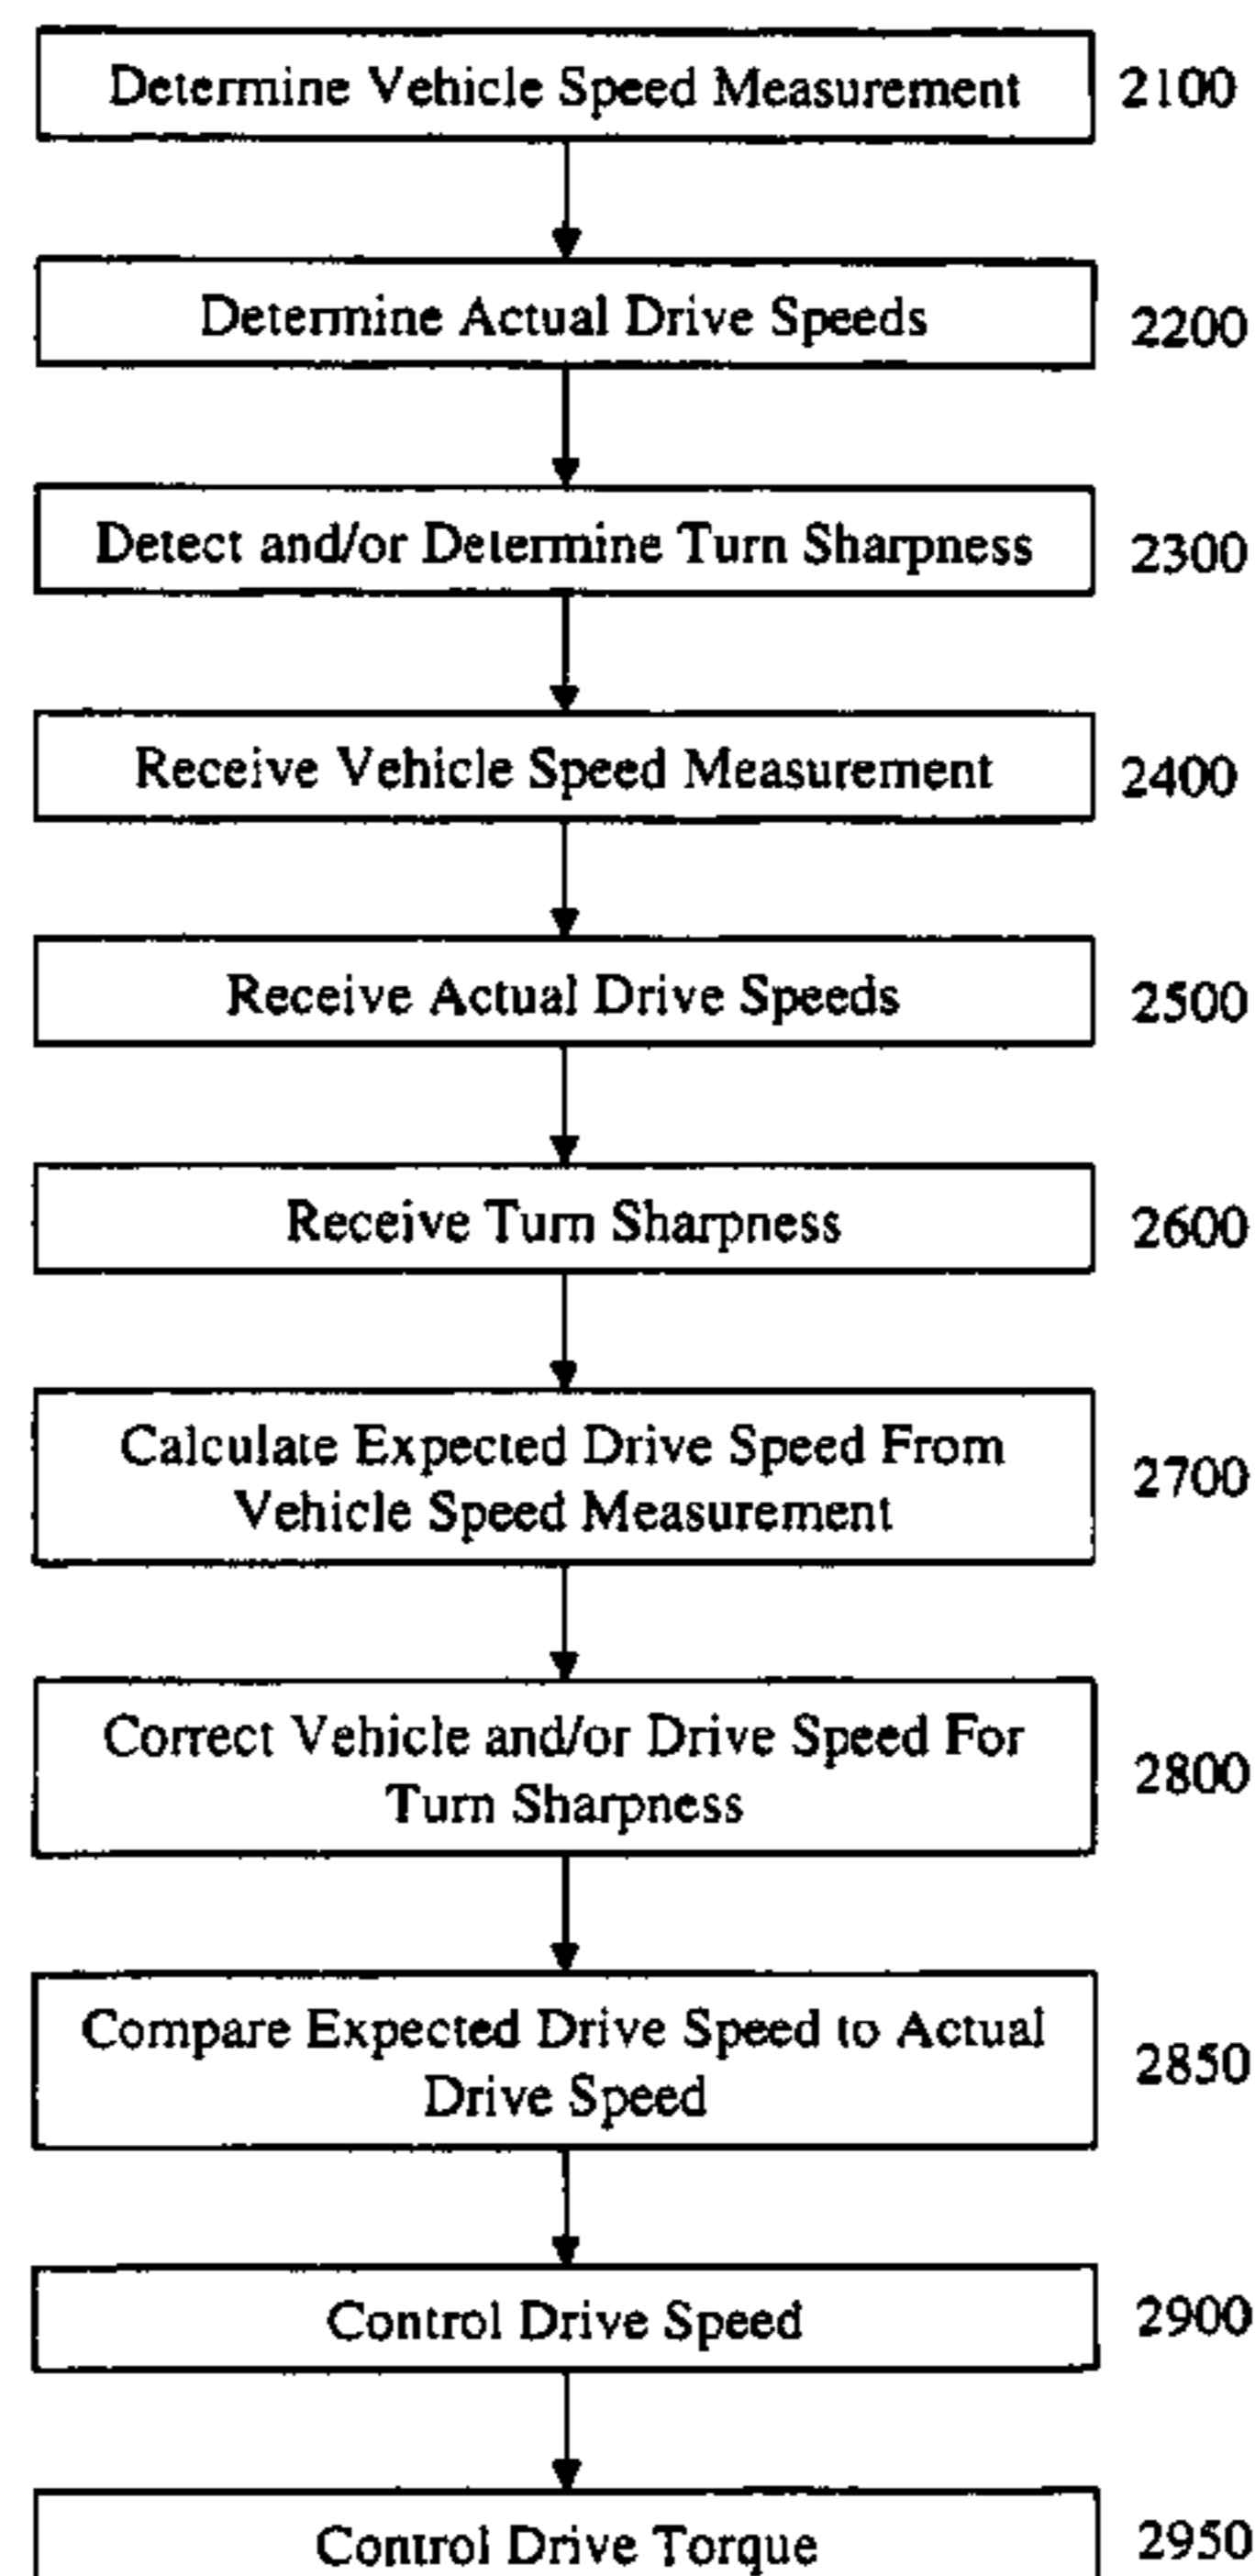 Determine Vehicle Speed Measurement 2100
Determine Actual Drive Speeds 2200
Detect and/or Determine Turn Sharpness 2300
Receive Vehicle Speed Measurement 2400
Receive Actual Drive Speeds 2500
Receive Turn Sharpness 2600
Calculate Expected Drive Speed From
Vehicle Speed Measurement
2700
Correct Vehicle and/or Drive Speed For
Turn Sharpness
2800
Compare Expected Drive Speed to Actual
Drive Speed
2850
Control Drive Speed 2900
Control Drive Torque 2950